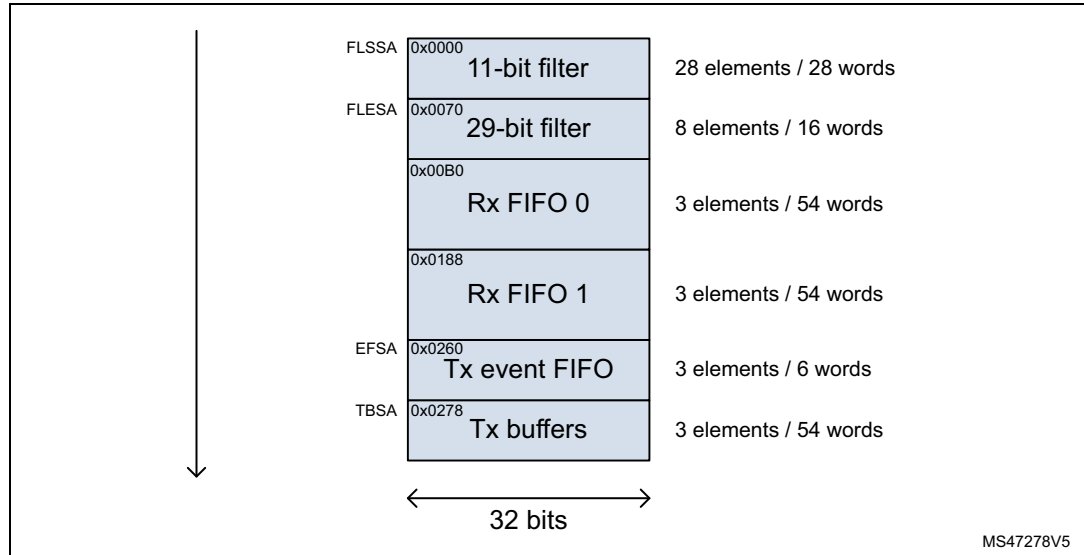 FLSSA 0x0000
11-bit filter 28 elements / 28 words
FLESA 0x0070
29-bit filter 8 elements / 16 words
0x00B0
Rx FIFO 0 3 elements / 54 words
0x0188
Rx FIFO 1 3 elements / 54 words
EFSA 0x0260
Tx event FIFO 3 elements / 6 words
TBSA 0x0278
Tx buffers 3 elements / 54 words
32 bits
MS47278V5